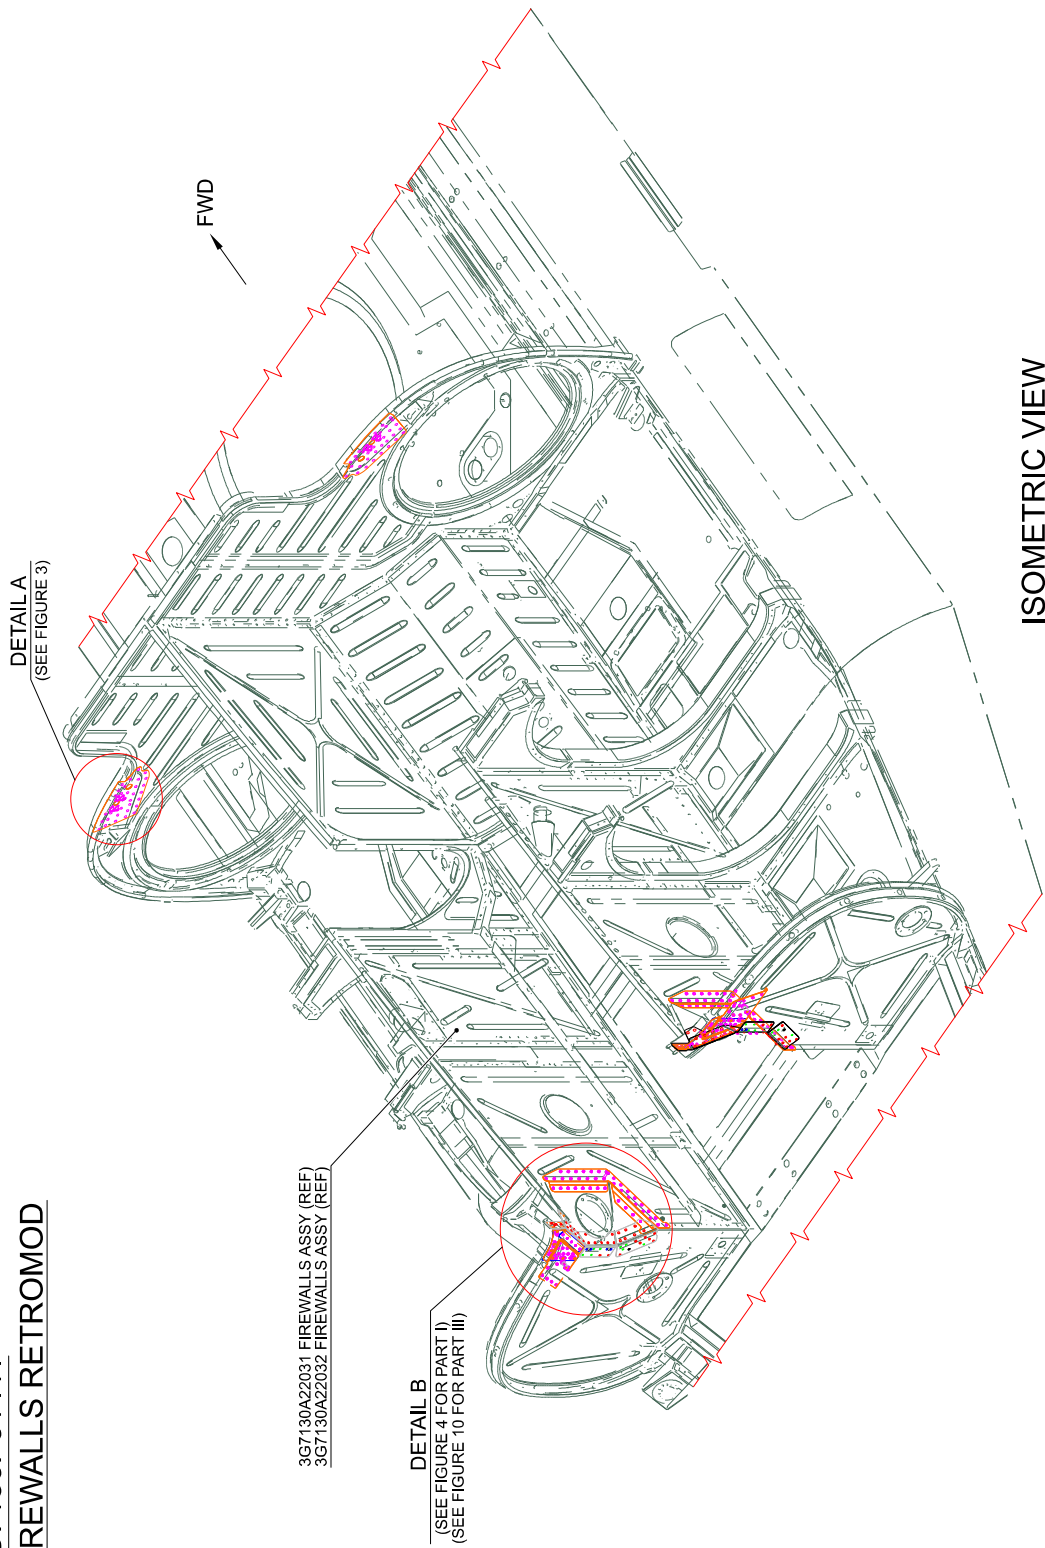 REWALLS RETROMOD
DETAIL A
(SEE FIGURE 3)
FWD
3G7130A22031 FIREWALLS ASSY (REF)
3G7130A22032 FIREWALLS ASSY (REF)
DETAIL B
(SEE FIGURE 4 FOR PART I)
(SEE FIGURE 10 FOR PART III)
ISOMETRIC VIEW